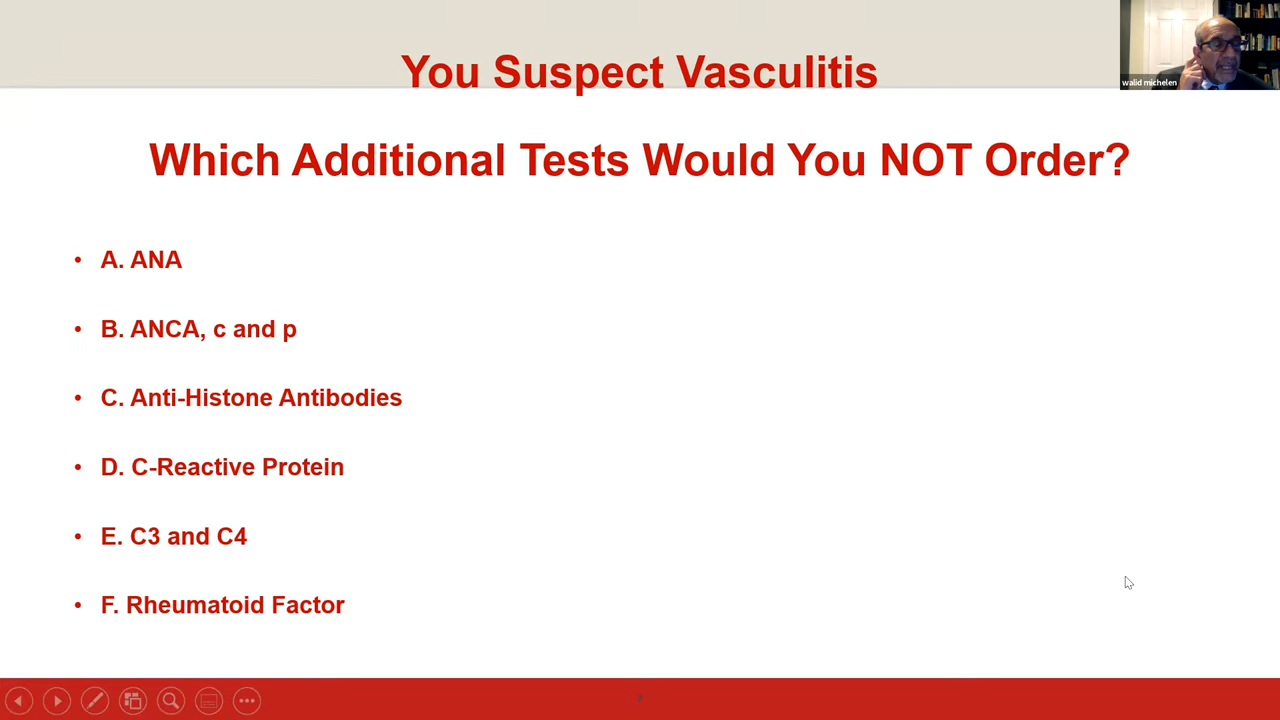 You Suspect Vasculitis
walid michelen
Which Additional Tests Would You NOT Order?
• A. ANA
• B. ANCA, c and p
• C. Anti-Histone Antibodies
• D. C-Reactive Protein
• E. C3 and C4
• F. Rheumatoid Factor